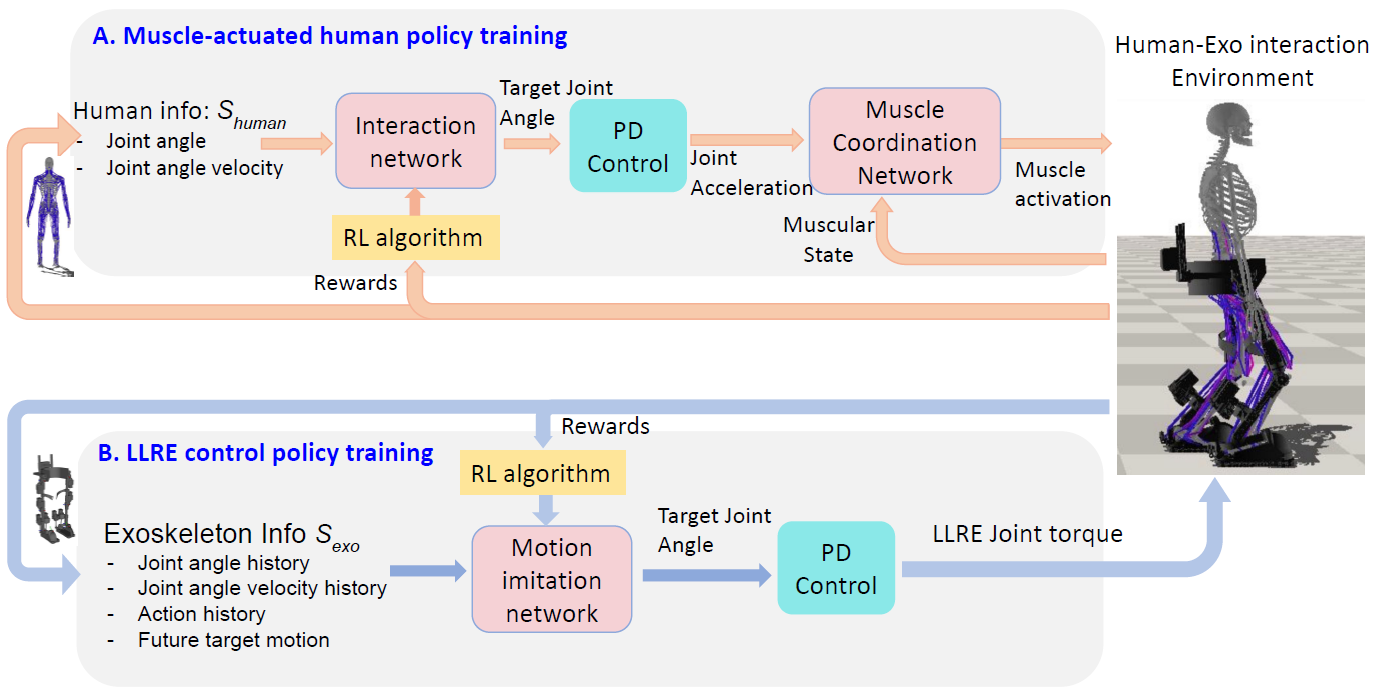 A. Muscle-actuated human policy training
Human-Exo interaction
Environment
Human info: S_human
- Joint angle
- Joint angle velocity
Interaction
network
Target Joint
Angle
PD
Control
Joint
Acceleration
Muscle
Coordination
Network
Muscle
activation
RL algorithm
Rewards
Muscular
State
Rewards
B. LLRE control policy training
RL algorithm
Exoskeleton Info S_exo
- Joint angle history
- Joint angle velocity history
- Action history
- Future target motion
Motion
imitation
network
Target Joint
Angle
PD
Control
LLRE Joint torque